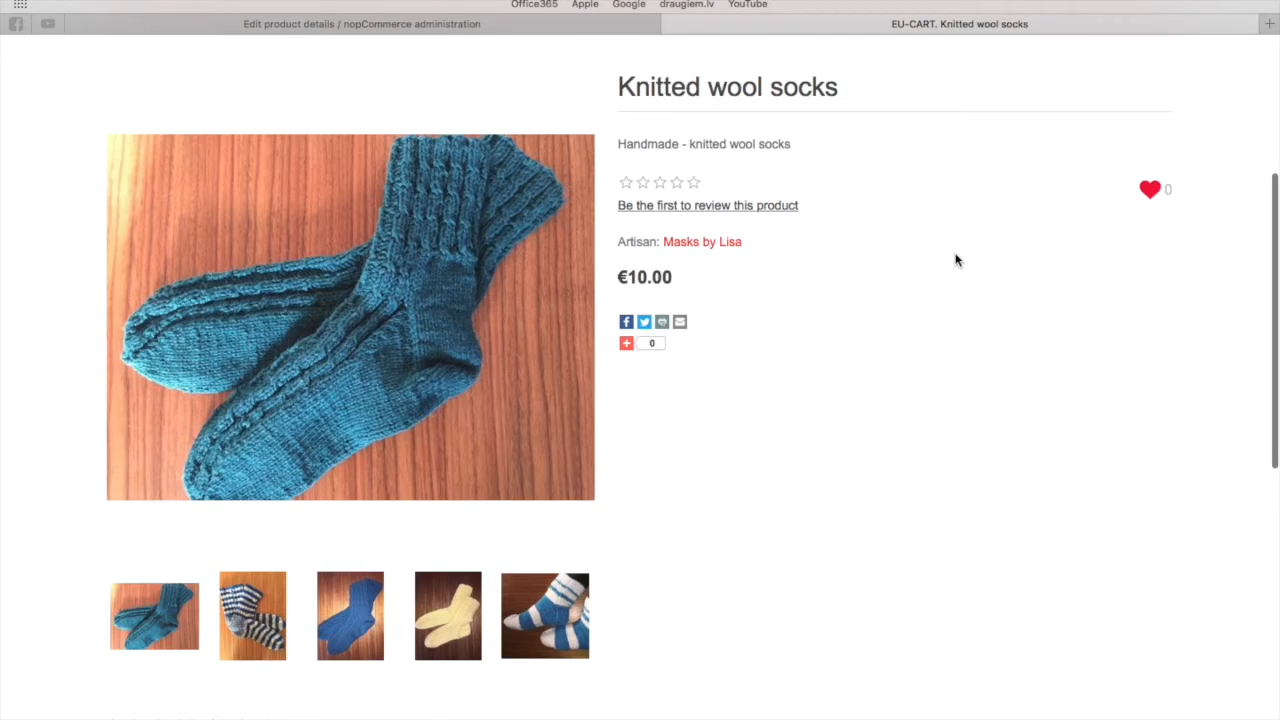 Office365 Apple Google draugiem.lv YouTube
Edit product details / nopCommerce administration
EU-CART. Knitted wool socks
Knitted wool socks
Handmade - knitted wool socks
0
Be the first to review this product
Artisan: Masks by Lisa
€10.00
0